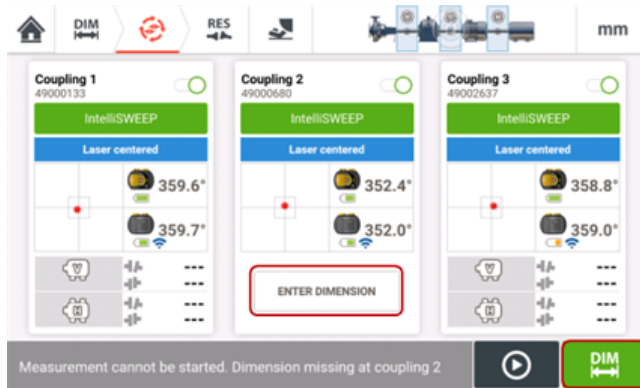 DIM
RES
mm
Coupling 1
49000133
IntelliSWEEP
Laser centered
359.6°
359.7°
V
---
---
H
---
---
Coupling 2
49000680
IntelliSWEEP
Laser centered
352.4°
352.0°
ENTER DIMENSION
Coupling 3
49002637
IntelliSWEEP
Laser centered
358.8°
359.0°
V
---
---
H
---
---
Measurement cannot be started. Dimension missing at coupling 2
DIM